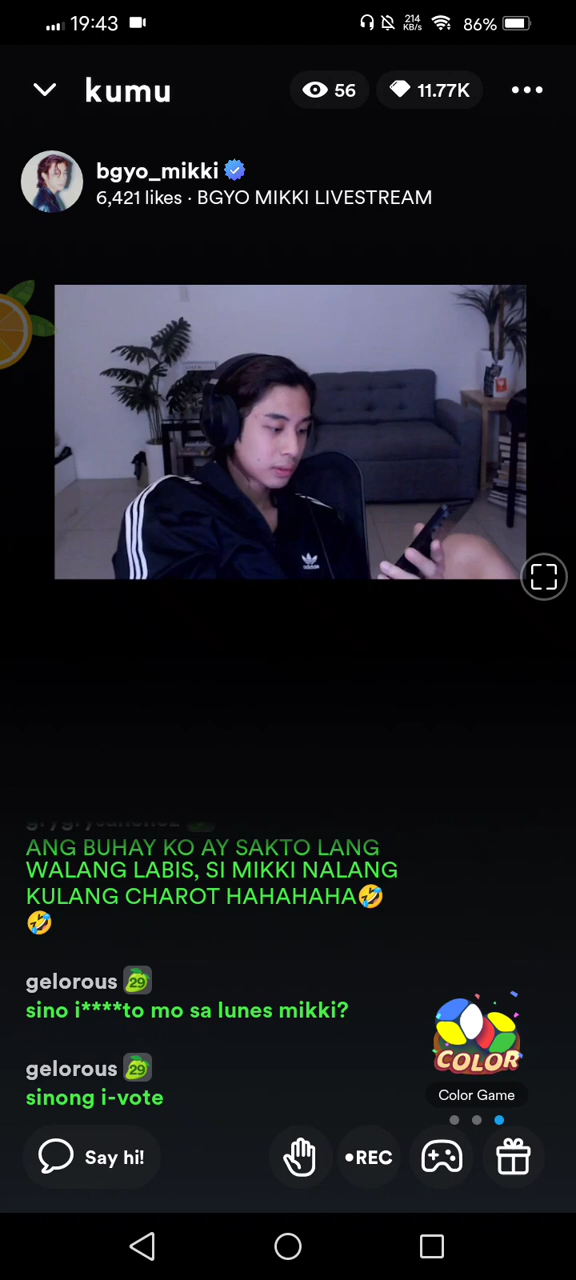 19:43
214
KB/s
86%
kumu
56
11.77K
bgyo_mikki
6,421 likes · BGYO MIKKI LIVESTREAM
adidas
ANG BUHAY KO AY SAKTO LANG
WALANG LABIS, SI MIKKI NALANG
KULANG CHAROT HAHAHAHA🤣
🤣
gelorous 29
sino i****to mo sa lunes mikki?
gelorous 29
sinong i-vote
COLOR
Color Game
Say hi!
•REC